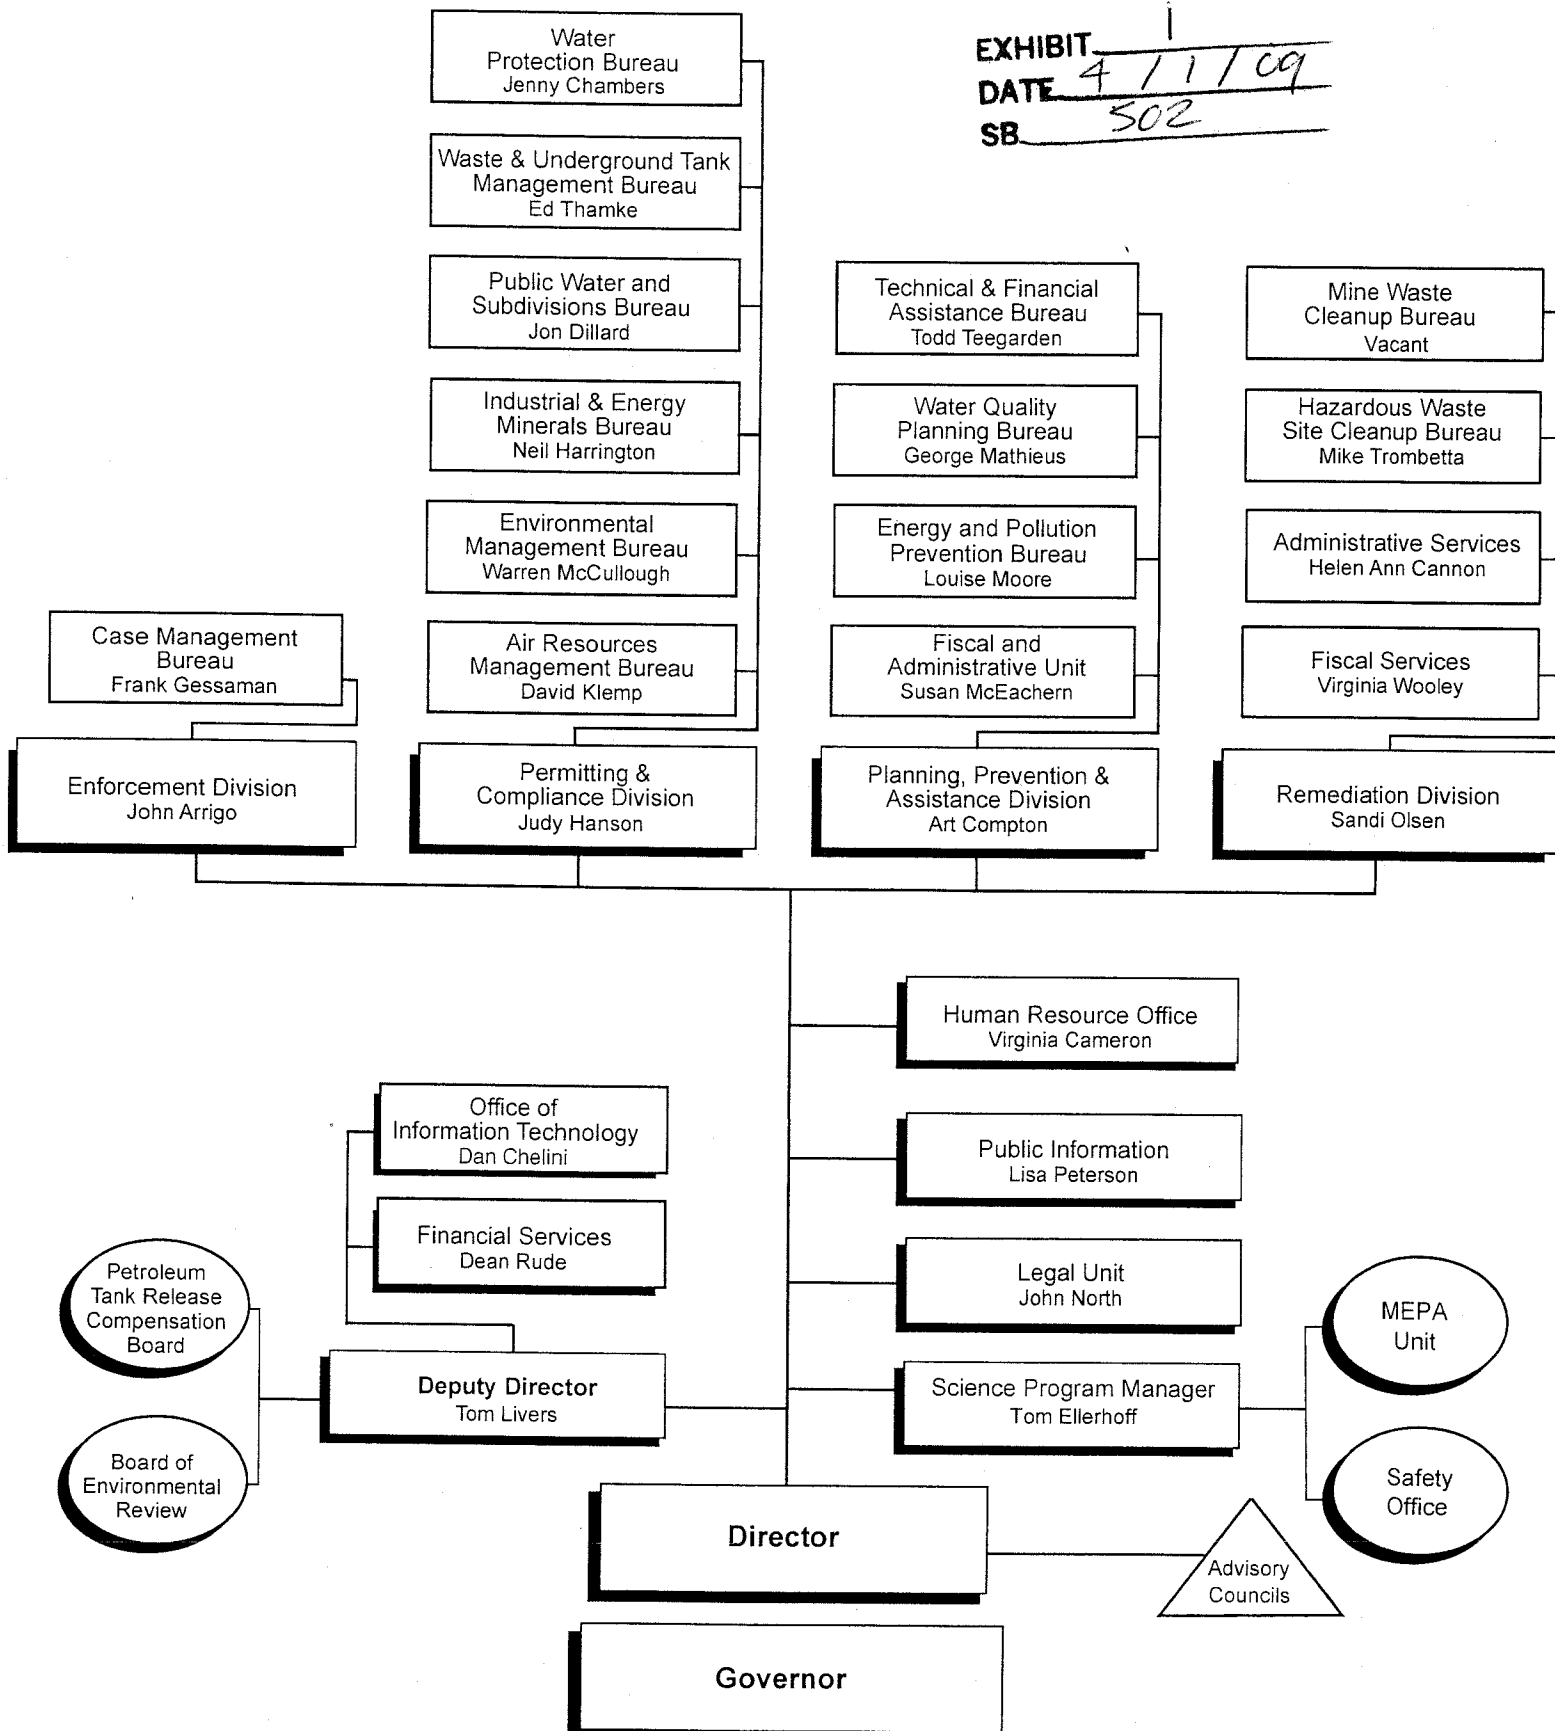 EXHIBIT 1
DATE 4/1/09
SB 502
Water
Protection Bureau
Jenny Chambers
Waste & Underground Tank
Management Bureau
Ed Thamke
Public Water and
Subdivisions Bureau
Jon Dillard
Industrial & Energy
Minerals Bureau
Neil Harrington
Environmental
Management Bureau
Warren McCullough
Air Resources
Management Bureau
David Klemp
Technical & Financial
Assistance Bureau
Todd Teegarden
Water Quality
Planning Bureau
George Mathieus
Energy and Pollution
Prevention Bureau
Louise Moore
Fiscal and
Administrative Unit
Susan McEachern
Mine Waste
Cleanup Bureau
Vacant
Hazardous Waste
Site Cleanup Bureau
Mike Trombetta
Administrative Services
Helen Ann Cannon
Fiscal Services
Virginia Wooley
Case Management
Bureau
Frank Gessaman
Enforcement Division
John Arrigo
Permitting &
Compliance Division
Judy Hanson
Planning, Prevention &
Assistance Division
Art Compton
Remediation Division
Sandi Olsen
Human Resource Office
Virginia Cameron
Office of
Information Technology
Dan Chelini
Public Information
Lisa Peterson
Financial Services
Dean Rude
Legal Unit
John North
Petroleum
Tank Release
Compensation
Board
MEPA
Unit
Deputy Director
Tom Livers
Science Program Manager
Tom Ellerhoff
Board of
Environmental
Review
Safety
Office
Director
Advisory
Councils
Governor